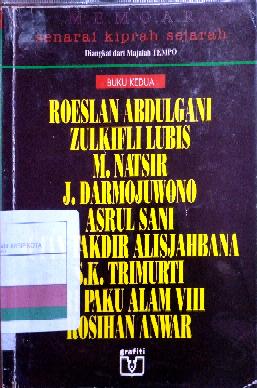 MEMOAR
senarai kiprah sejarah
Diangkat dari Majalah TEMPO
BUKU KEDUA
ROESLAN ABDULGANI
ZULKIFLI LUBIS
M. NATSIR
J. DARMOJUWONO
ASRUL SANI
TAKDIR ALISJAHBANA
S.K. TRIMURTI
PAKU ALAM VIII
ROSIHAN ANWAR
grafiti